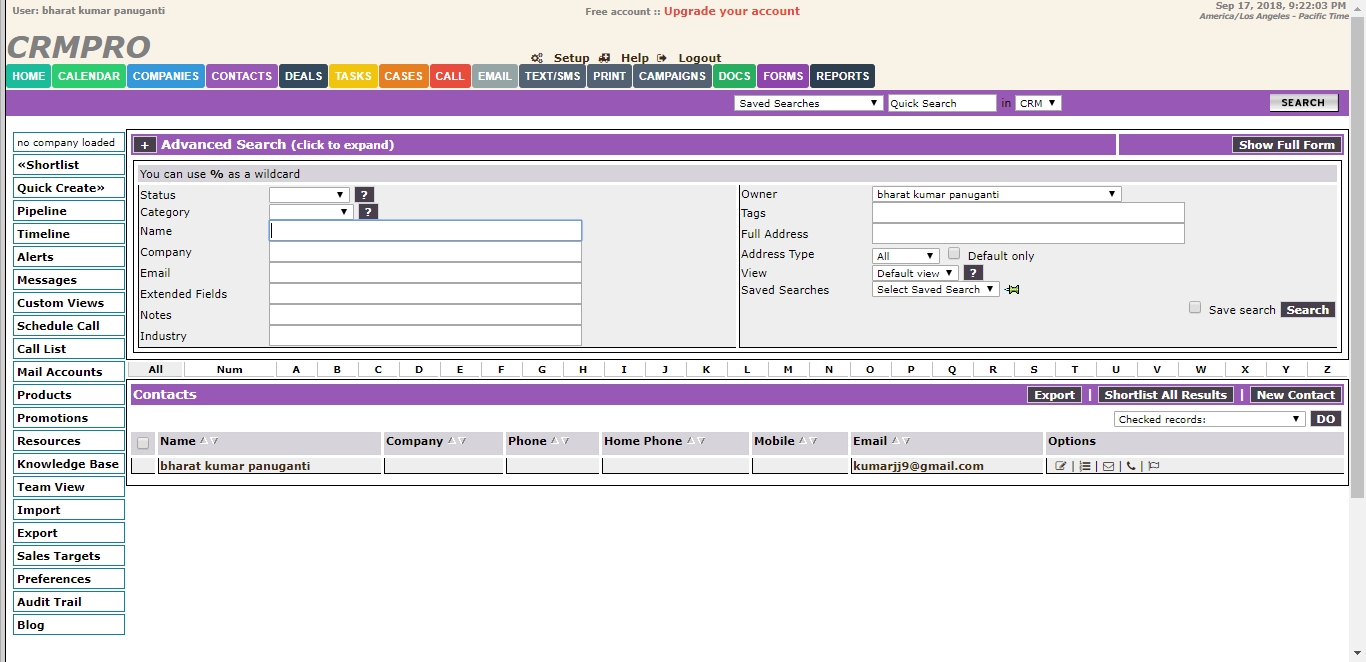 User: bharat kumar panuganti
Free account :: Upgrade your account
Sep 17, 2018, 9:22:03 PM
America/Los Angeles - Pacific Time
CRMPRO
Setup Help Logout
HOME CALENDAR COMPANIES CONTACTS DEALS TASKS CASES CALL EMAIL TEXT/SMS PRINT CAMPAIGNS DOCS FORMS REPORTS
Saved Searches Quick Search in CRM SEARCH
no company loaded
«Shortlist
Quick Create»
Pipeline
Timeline
Alerts
Messages
Custom Views
Schedule Call
Call List
Mail Accounts
Products
Promotions
Resources
Knowledge Base
Team View
Import
Export
Sales Targets
Preferences
Audit Trail
Blog
+ Advanced Search (click to expand) Show Full Form
You can use % as a wildcard
Status ?
Category ?
Name
Company
Email
Extended Fields
Notes
Industry
Owner bharat kumar panuganti
Tags
Full Address
Address Type All Default only
View Default view ?
Saved Searches Select Saved Search
Save search Search
All Num A B C D E F G H I J K L M N O P Q R S T U V W X Y Z
Contacts Export | Shortlist All Results | New Contact
Checked records: DO
Name Company Phone Home Phone Mobile Email Options
bharat kumar panuganti kumarjj9@gmail.com | | | |